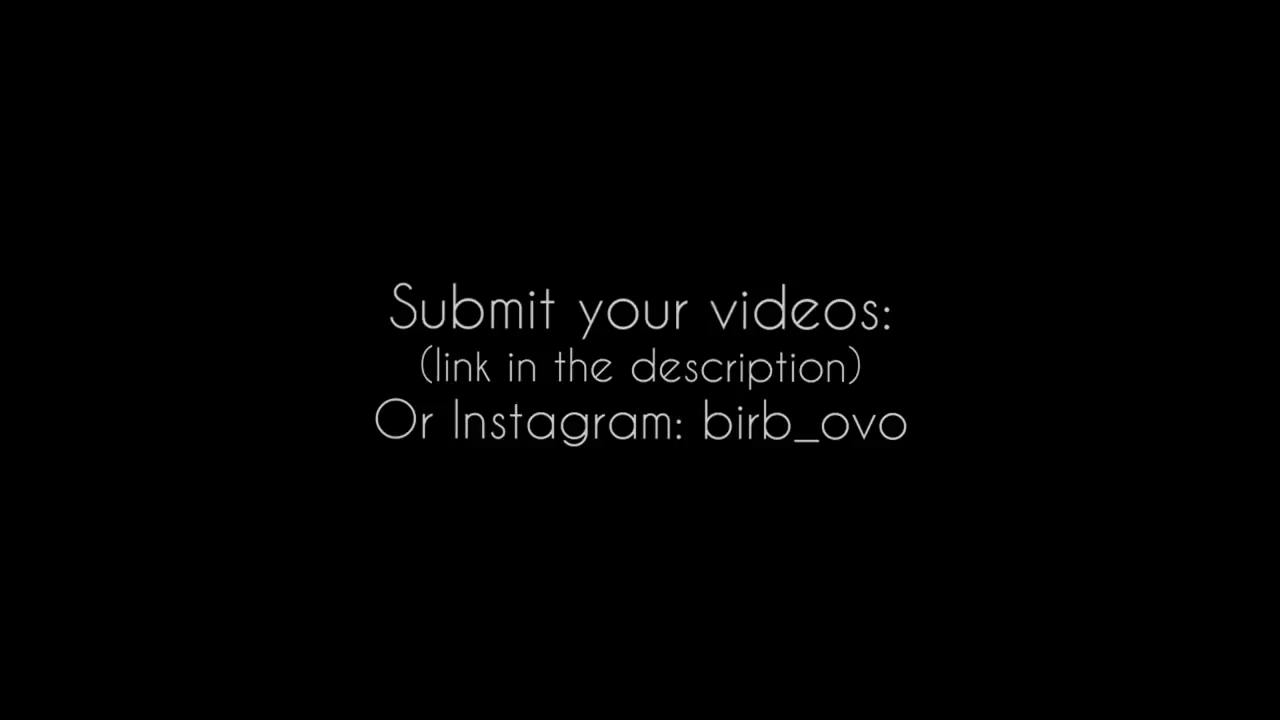 Submit your videos:
(link in the description)
Or Instagram: birb_ovo